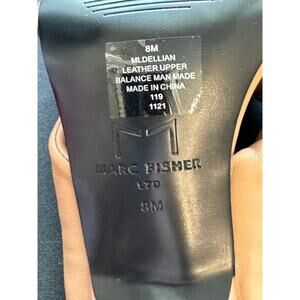 8M
MLDELLIAN
LEATHER UPPER
BALANCE MAN MADE
MADE IN CHINA
119
1121
MARC FISHER
LTD
8M